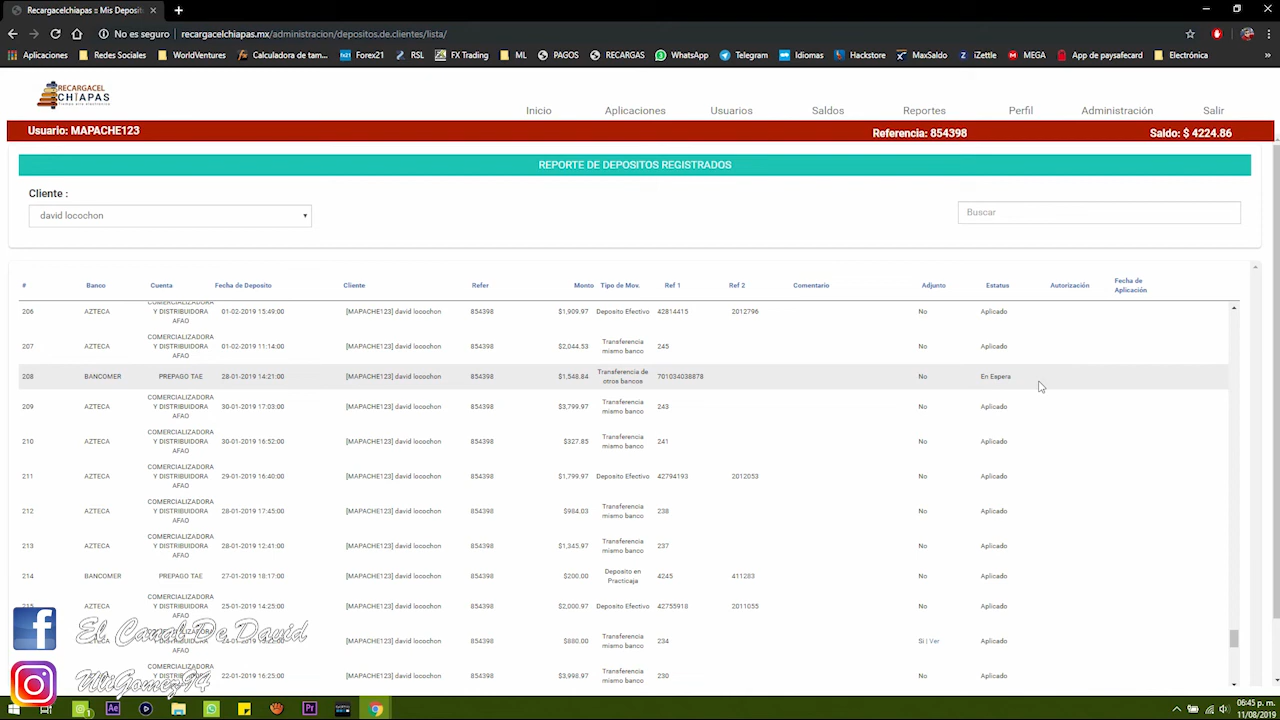 Recargacelchiapas :: Mis Deposit
No es seguro | recargacelchiapas.mx/administracion/depositos.de.clientes/lista/
Aplicaciones Redes Sociales WorldVentures Calculadora de tam... Forex21 RSL FX Trading ML PAGOS RECARGAS WhatsApp Telegram Idiomas Hackstore MaxSaldo iZettle MEGA App de paysafecard Electrónica
RECARGACEL
CHIAPAS
Inicio Aplicaciones Usuarios Saldos Reportes Perfil Administración Salir
Usuario: MAPACHE123 Referencia: 854398 Saldo: $ 4224.86
REPORTE DE DEPOSITOS REGISTRADOS
Cliente :
david locochon Buscar
# Banco Cuenta Fecha de Deposito Cliente Refer Monto Tipo de Mov. Ref 1 Ref 2 Comentario Adjunto Estatus Autorización Fecha de Aplicación
206 AZTECA COMERCIALIZADORA Y DISTRIBUIDORA AFAO 01-02-2019 15:49:00 [MAPACHE123] david locochon 854398 $1,909.97 Deposito Efectivo 42814415 2012796 No Aplicado
207 AZTECA COMERCIALIZADORA Y DISTRIBUIDORA AFAO 01-02-2019 11:14:00 [MAPACHE123] david locochon 854398 $2,044.53 Transferencia mismo banco 245 No Aplicado
208 BANCOMER PREPAGO TAE 28-01-2019 14:21:00 [MAPACHE123] david locochon 854398 $1,548.84 Transferencia de otros bancos 701034038878 No En Espera
209 AZTECA COMERCIALIZADORA Y DISTRIBUIDORA AFAO 30-01-2019 17:03:00 [MAPACHE123] david locochon 854398 $3,799.97 Transferencia mismo banco 243 No Aplicado
210 AZTECA COMERCIALIZADORA Y DISTRIBUIDORA AFAO 30-01-2019 16:52:00 [MAPACHE123] david locochon 854398 $327.85 Transferencia mismo banco 241 No Aplicado
211 AZTECA COMERCIALIZADORA Y DISTRIBUIDORA AFAO 29-01-2019 16:40:00 [MAPACHE123] david locochon 854398 $1,799.97 Deposito Efectivo 42794193 2012053 No Aplicado
212 AZTECA COMERCIALIZADORA Y DISTRIBUIDORA AFAO 28-01-2019 17:45:00 [MAPACHE123] david locochon 854398 $984.03 Transferencia mismo banco 238 No Aplicado
213 AZTECA COMERCIALIZADORA Y DISTRIBUIDORA AFAO 28-01-2019 12:41:00 [MAPACHE123] david locochon 854398 $1,345.97 Transferencia mismo banco 237 No Aplicado
214 BANCOMER PREPAGO TAE 27-01-2019 18:17:00 [MAPACHE123] david locochon 854398 $200.00 Deposito en Practicaja 4245 411283 No Aplicado
215 AZTECA COMERCIALIZADORA Y DISTRIBUIDORA AFAO 25-01-2019 14:25:00 [MAPACHE123] david locochon 854398 $2,000.97 Deposito Efectivo 42755918 2011055 No Aplicado
El Canal De David
[MAPACHE123] david locochon 854398 $880.00 Transferencia mismo banco 234 Si | Ver Aplicado
COMERCIALIZADORA 22-01-2019 16:25:00 [MAPACHE123] david locochon 854398 $3,998.97 Transferencia mismo banco 230 No Aplicado
06:45 p. m.
11/08/2019